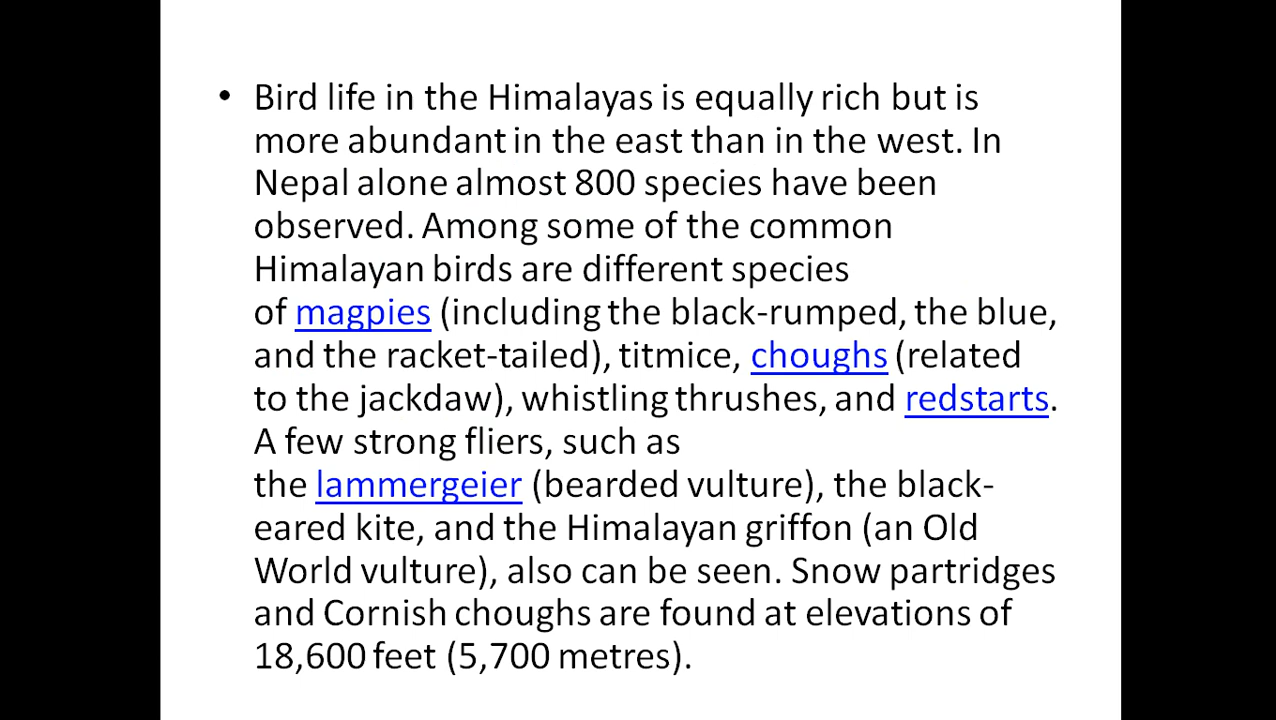 • Bird life in the Himalayas is equally rich but is
more abundant in the east than in the west. In
Nepal alone almost 800 species have been
observed. Among some of the common
Himalayan birds are different species
of magpies (including the black-rumped, the blue,
and the racket-tailed), titmice, choughs (related
to the jackdaw), whistling thrushes, and redstarts.
A few strong fliers, such as
the lammergeier (bearded vulture), the black-
eared kite, and the Himalayan griffon (an Old
World vulture), also can be seen. Snow partridges
and Cornish choughs are found at elevations of
18,600 feet (5,700 metres).